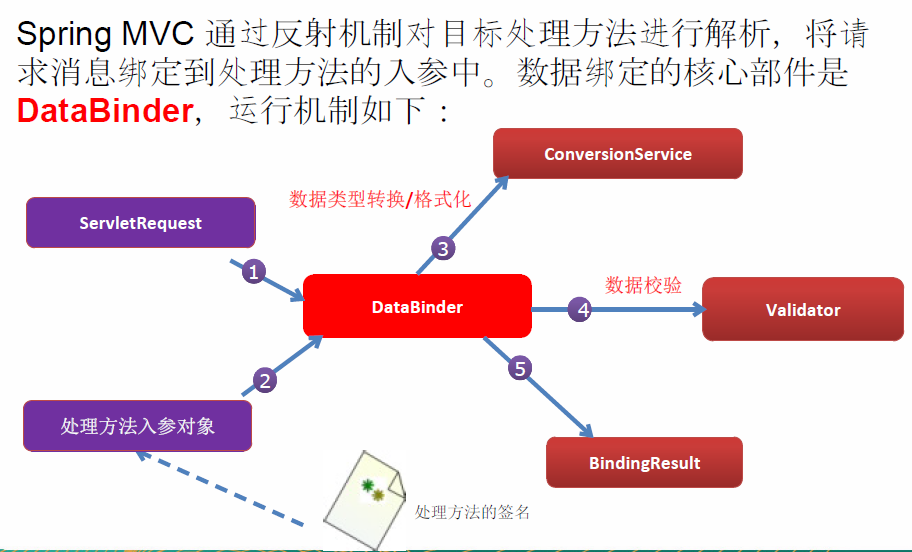 Spring MVC 通过反射机制对目标处理方法进行解析，将请
求消息绑定到处理方法的入参中。数据绑定的核心部件是
DataBinder，运行机制如下：
ConversionService
数据类型转换/格式化
ServletRequest
3
1
数据校验
DataBinder
4
Validator
2
5
处理方法入参对象
BindingResult
处理方法的签名